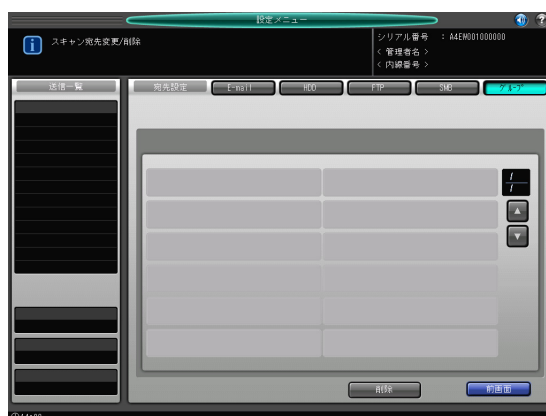 設定メニュー
スキャン宛先変更/削除
シリアル番号 : A4EW001000000
< 管理者名 >
< 内線番号 >
送信一覧
宛先設定 E-mail HDD FTP SMB グループ
1/1
削除
前画面